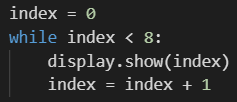 index = 0
while index < 8:
    display.show(index)
    index = index + 1